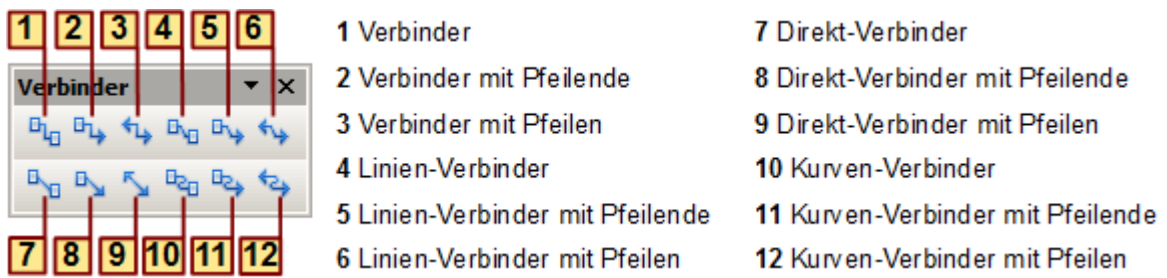 1 2 3 4 5 6
Verbinder
7 8 9 10 11 12
1 Verbinder
2 Verbinder mit Pfeilende
3 Verbinder mit Pfeilen
4 Linien-Verbinder
5 Linien-Verbinder mit Pfeilende
6 Linien-Verbinder mit Pfeilen
7 Direkt-Verbinder
8 Direkt-Verbinder mit Pfeilende
9 Direkt-Verbinder mit Pfeilen
10 Kurven-Verbinder
11 Kurven-Verbinder mit Pfeilende
12 Kurven-Verbinder mit Pfeilen